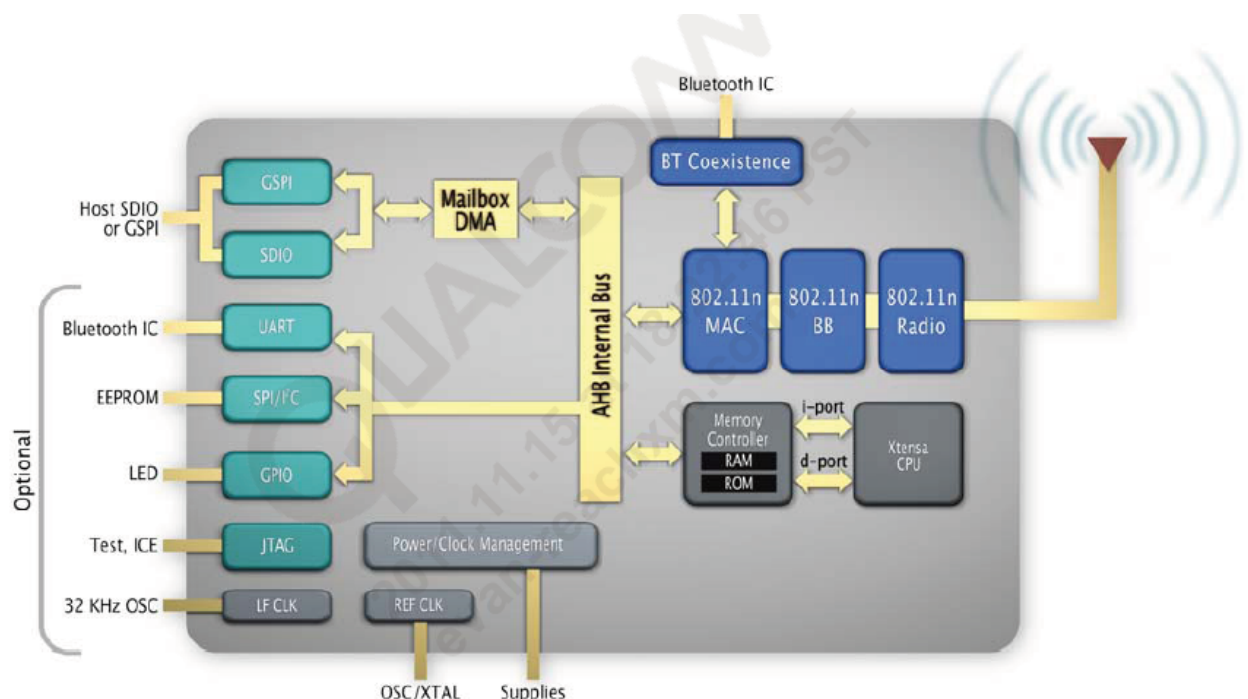 QUALCOMM
Bluetooth IC
BT Coexistence
GSPI
Mailbox
DMA
Host SDIO
or GSPI
SDIO
AHB Internal Bus
802.11n
MAC
802.11n
BB
802.11n
Radio
Optional
Bluetooth IC
UART
EEPROM
SPI/I²C
LED
GPIO
Memory
Controller
RAM
ROM
i-port
d-port
Xtensa
CPU
Test, ICE
JTAG
Power/Clock Management
32 KHz OSC
LF CLK
REF CLK
OSC/XTAL
Supplies